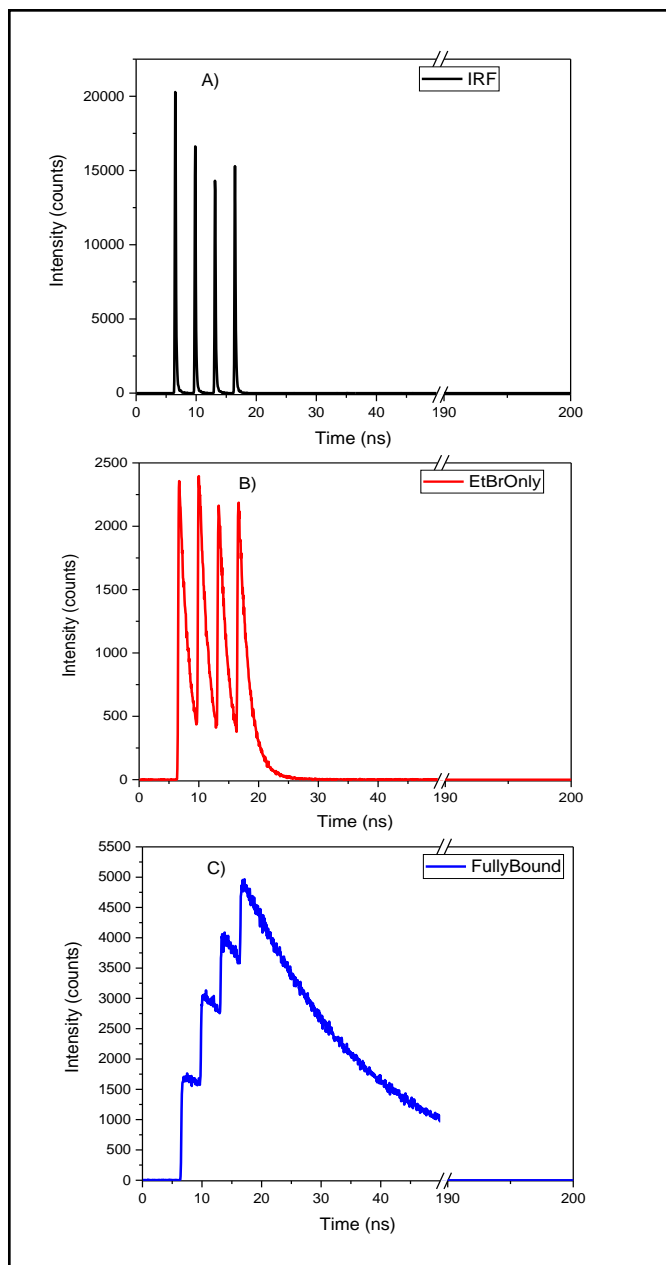 A)
IRF
20000
15000
10000
5000
0
Intensity (counts)
0 10 20 30 40 190 200
Time (ns)
B)
EtBrOnly
2500
2000
1500
1000
500
0
Intensity (counts)
0 10 20 30 40 190 200
Time (ns)
C)
FullyBound
5500
5000
4500
4000
3500
3000
2500
2000
1500
1000
500
0
Intensity (counts)
0 10 20 30 40 190 200
Time (ns)